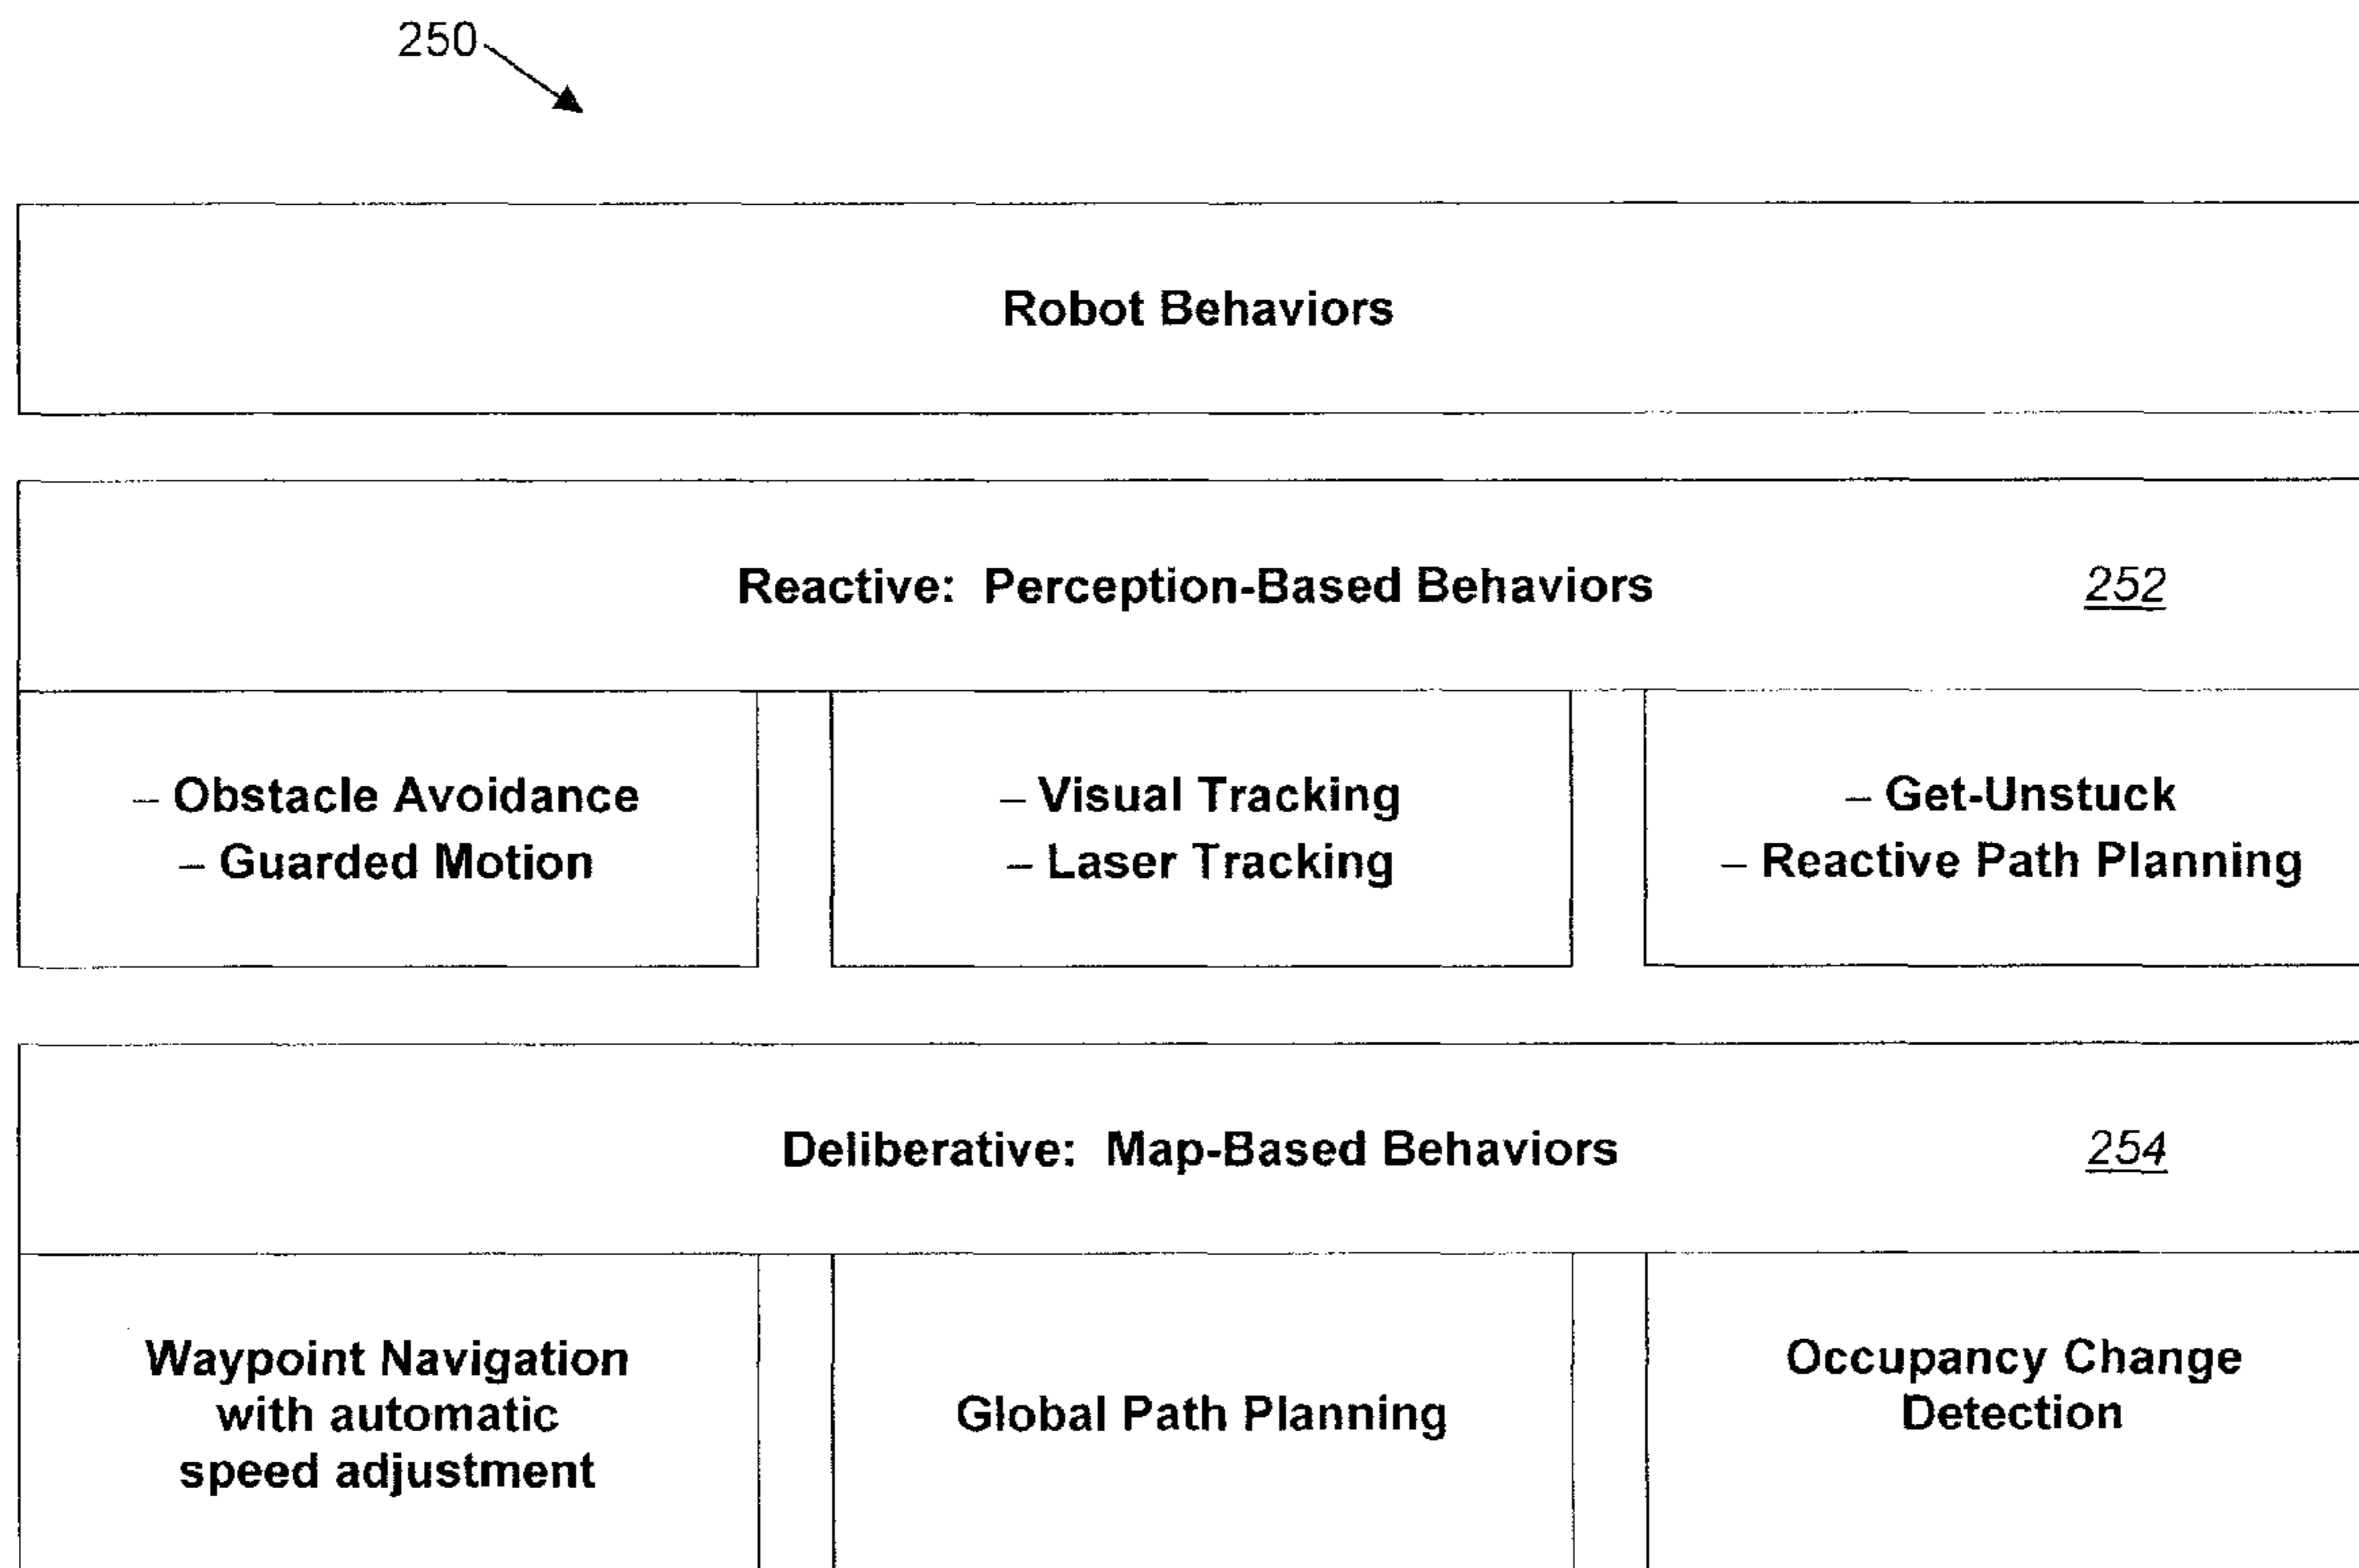 250
Robot Behaviors
Reactive: Perception-Based Behaviors 252
– Obstacle Avoidance
– Guarded Motion
– Visual Tracking
– Laser Tracking
– Get-Unstuck
– Reactive Path Planning
Deliberative: Map-Based Behaviors 254
Waypoint Navigation
with automatic
speed adjustment
Global Path Planning
Occupancy Change
Detection